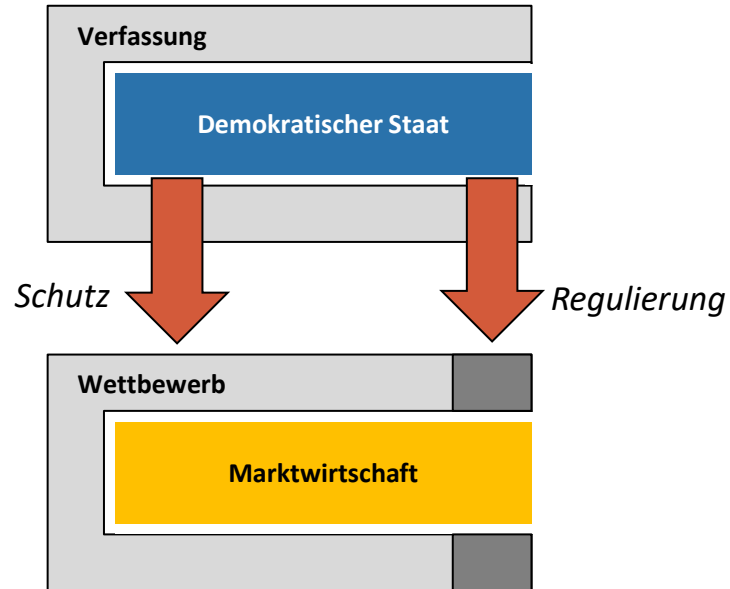 Verfassung
Demokratischer Staat
Schutz
Regulierung
Wettbewerb
Marktwirtschaft